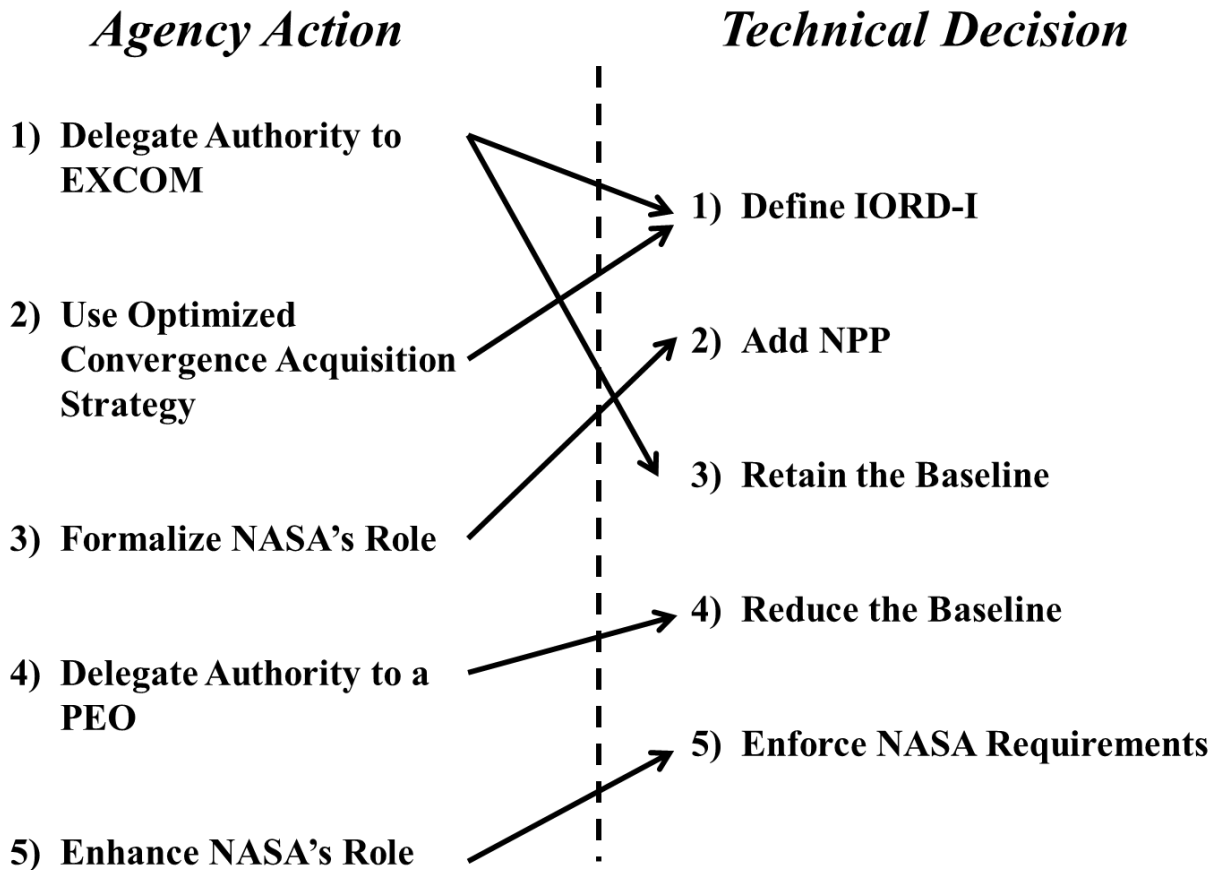 Agency Action
Technical Decision
1) Delegate Authority to
EXCOM
2) Use Optimized
Convergence Acquisition
Strategy
3) Formalize NASA’s Role
4) Delegate Authority to a
PEO
5) Enhance NASA’s Role
1) Define IORD-I
2) Add NPP
3) Retain the Baseline
4) Reduce the Baseline
5) Enforce NASA Requirements